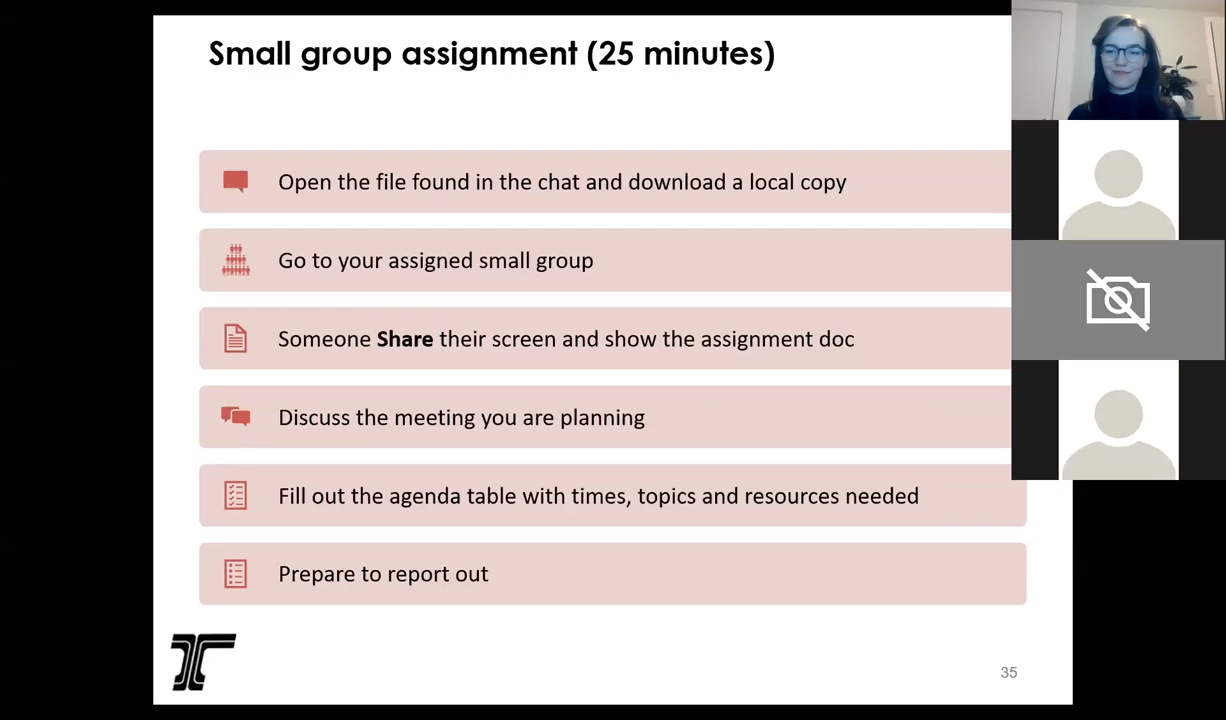 Small group assignment (25 minutes)
Open the file found in the chat and download a local copy
Go to your assigned small group
Someone Share their screen and show the assignment doc
Discuss the meeting you are planning
Fill out the agenda table with times, topics and resources needed
Prepare to report out
35